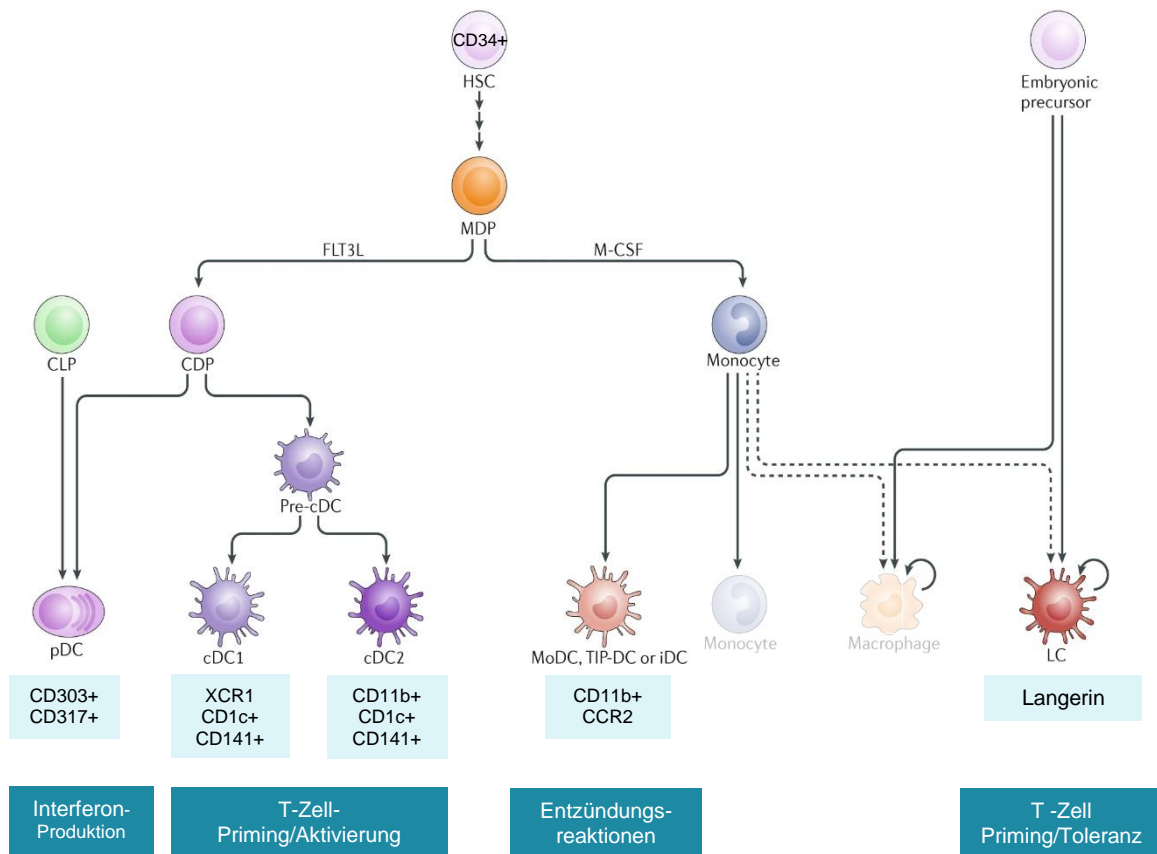 CD34+
HSC
Embryonic
precursor
MDP
FLT3L
M-CSF
CLP
CDP
Monocyte
Pre-cDC
pDC
cDC1
cDC2
MoDC, TIP-DC or iDC
Monocyte
Macrophage
LC
CD303+
CD317+
XCR1
CD1c+
CD141+
CD11b+
CD1c+
CD141+
CD11b+
CCR2
Langerin
Interferon-
Produktion
T-Zell-
Priming/Aktivierung
Entzündungs-
reaktionen
T -Zell
Priming/Toleranz